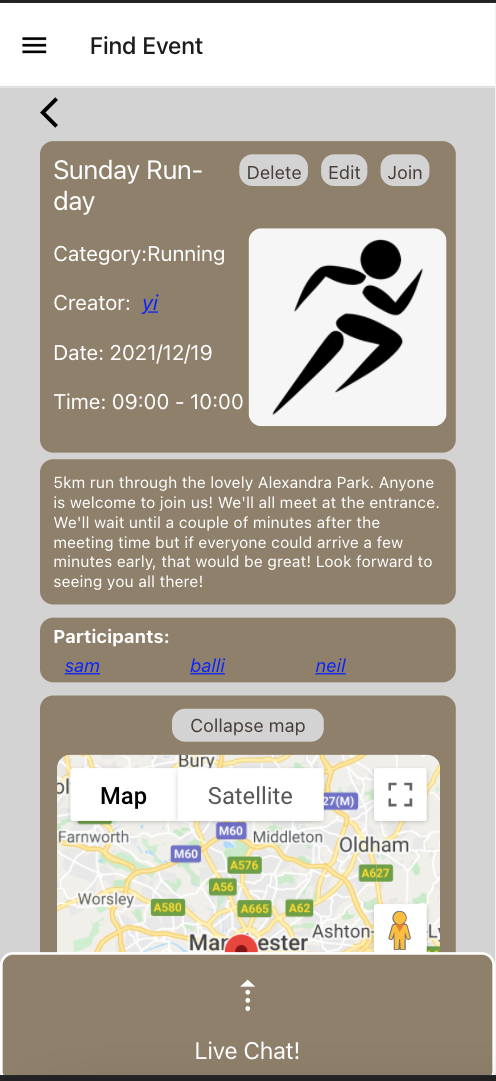 Find Event
Sunday Run-
day
Delete
Edit
Join
Category:Running
Creator: yi
Date: 2021/12/19
Time: 09:00 - 10:00
5km run through the lovely Alexandra Park. Anyone
is welcome to join us! We'll all meet at the entrance.
We'll wait until a couple of minutes after the
meeting time but if everyone could arrive a few
minutes early, that would be great! Look forward to
seeing you all there!
Participants:
sam balli neil
Collapse map
Bury
Map
Satellite
27(M)
Farnworth
M60
Middleton
Oldham
M60
A576
A627
A56
Worsley
A580
A665
A62
Ashton-
Live Chat!